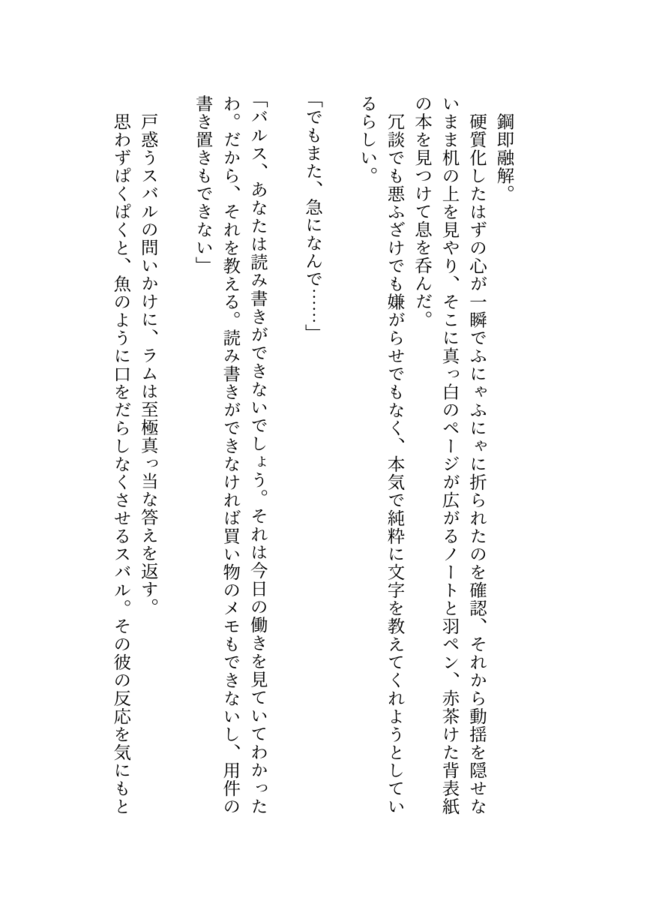 鋼即融解。
硬質化したはずの心が一瞬でふにゃふにゃに折られたのを確認、それから動揺を隠せな
いまま机の上を見やり、そこに真っ白のページが広がるノートと羽ペン、赤茶けた背表紙
の本を見つけて息を呑んだ。
冗談でも悪ふざけでも嫌がらせでもなく、本気で純粋に文字を教えてくれようとしてい
るらしい。
「でもまた、急になんで……」
「バルス、あなたは読み書きができないでしょう。それは今日の働きを見ていてわかった
わ。だから、それを教える。読み書きができなければ買い物のメモもできないし、用件の
書き置きもできない」
戸惑うスバルの問いかけに、ラムは至極真っ当な答えを返す。
思わずぱくぱくと、魚のように口をだらしなくさせるスバル。その彼の反応を気にもと